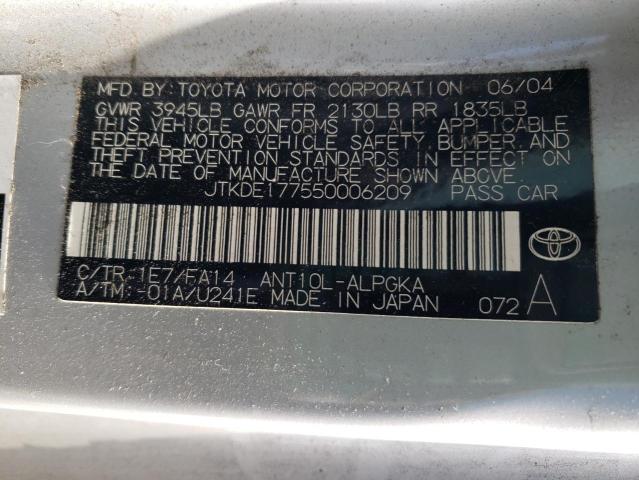 MFD. BY: TOYOTA MOTOR CORPORATION 06/04
GVWR 3945LB GAWR FR 2130LB RR 1835LB
THIS VEHICLE CONFORMS TO ALL APPLICABLE
FEDERAL MOTOR VEHICLE SAFETY, BUMPER, AND
THEFT PREVENTION STANDARDS IN EFFECT ON
THE DATE OF MANUFACTURE SHOWN ABOVE.
JTKDE177550006209 PASS CAR
C/TR: 1E7/FA14 ANT10L-ALPGKA
A/TM: -01A/U241E MADE IN JAPAN 072 A